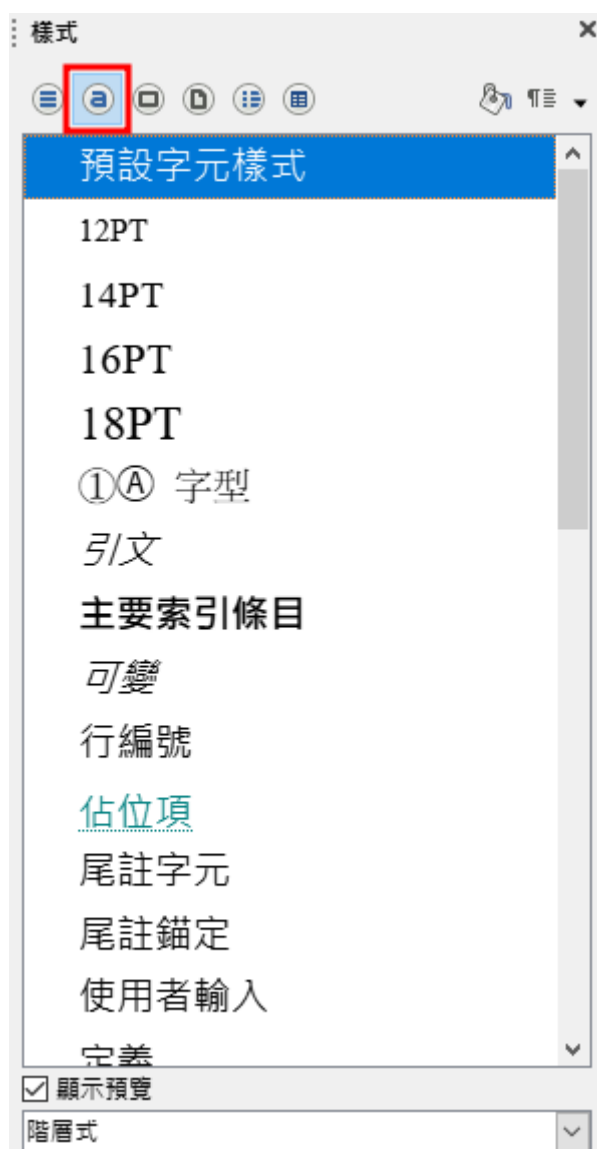 樣式
預設字元樣式
12PT
14PT
16PT
18PT
①Ⓐ 字型
引文
主要索引條目
可變
行編號
佔位項
尾註字元
尾註錨定
使用者輸入
定義
顯示預覽
階層式